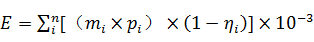 E = ∑ᵢⁿ[（mᵢ × pᵢ） × (1 − ηᵢ)] × 10⁻³